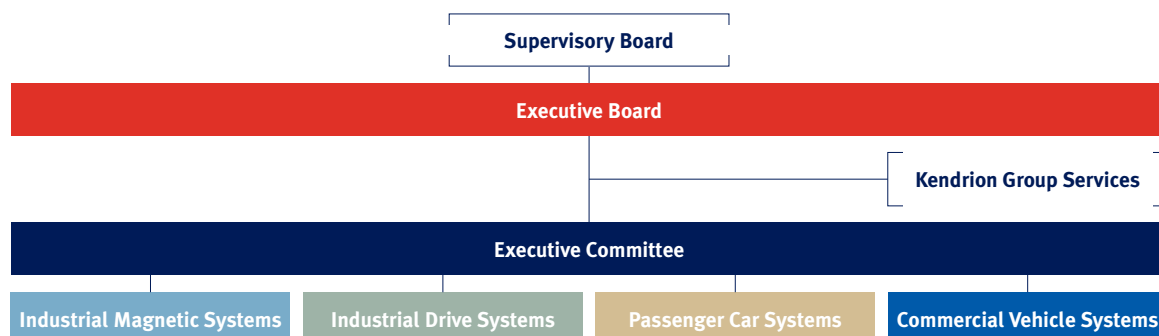 Supervisory Board
Executive Board
Kendrion Group Services
Executive Committee
Industrial Magnetic Systems
Industrial Drive Systems
Passenger Car Systems
Commercial Vehicle Systems